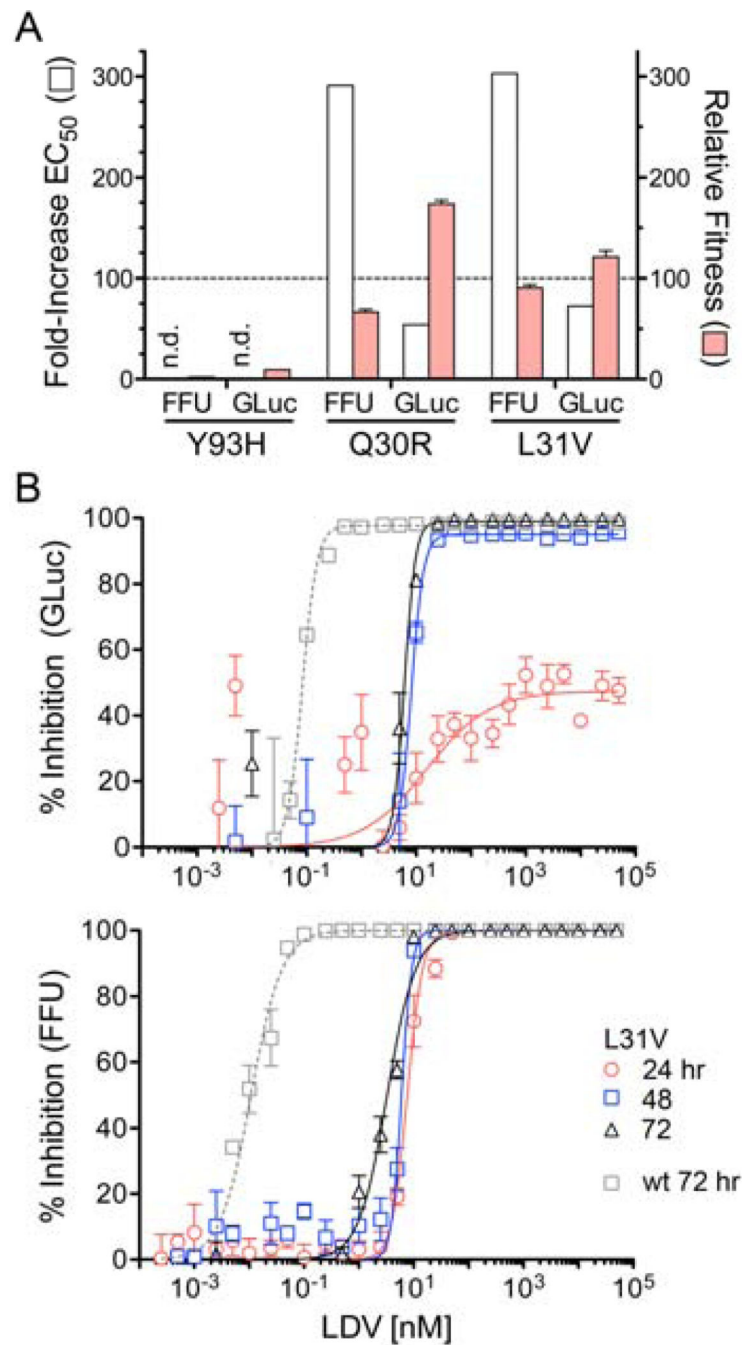 A
Fold-Increase EC50 (□)
Relative Fitness (■)
300
200
100
0
300
200
100
0
n.d.
n.d.
FFU GLuc FFU GLuc FFU GLuc
Y93H Q30R L31V
B
% Inhibition (GLuc)
100
80
60
40
20
0
10-3 10-1 101 103 105
% Inhibition (FFU)
100
80
60
40
20
0
L31V
24 hr
48
72
wt 72 hr
10-3 10-1 101 103 105
LDV [nM]